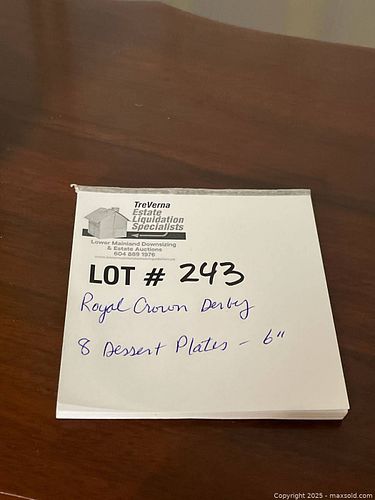 TreVerna
Estate
Liquidation
Specialists
Lower Mainland Downsizing
& Estate Auctions
604 889 1976
LOT # 243
Royal Crown Derby
8 Dessert Plates - 6"
Copyright 2025 - maxsold.com